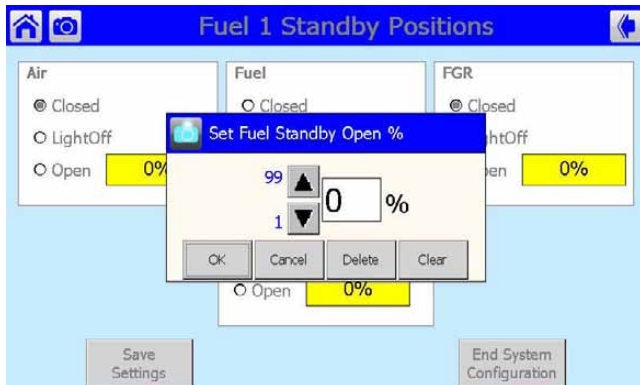 Fuel 1 Standby Positions
Air
Closed
LightOff
Open 0%
Fuel
Closed
FGR
Closed
htOff
en 0%
Set Fuel Standby Open %
99
1
0 %
OK Cancel Delete Clear
Open 0%
Save
Settings
End System
Configuration